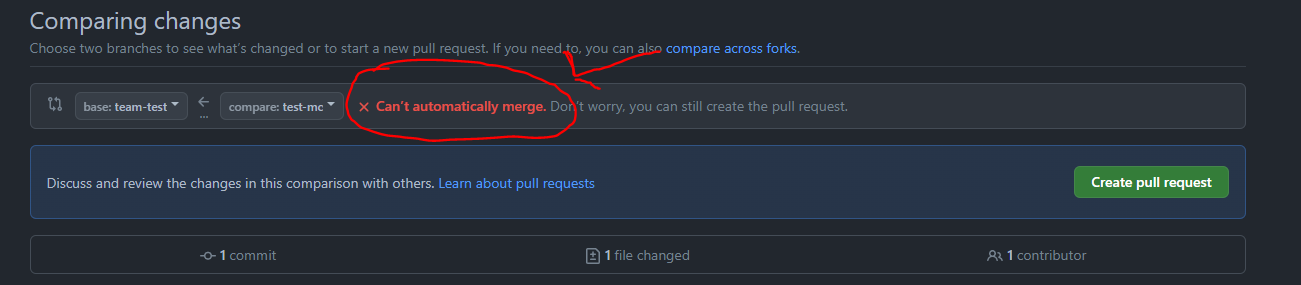 Comparing changes
Choose two branches to see what's changed or to start a new pull request. If you need to, you can also compare across forks.
base: team-test
...
compare: test-mc
Can't automatically merge. Don't worry, you can still create the pull request.
Discuss and review the changes in this comparison with others. Learn about pull requests
Create pull request
1 commit
1 file changed
1 contributor